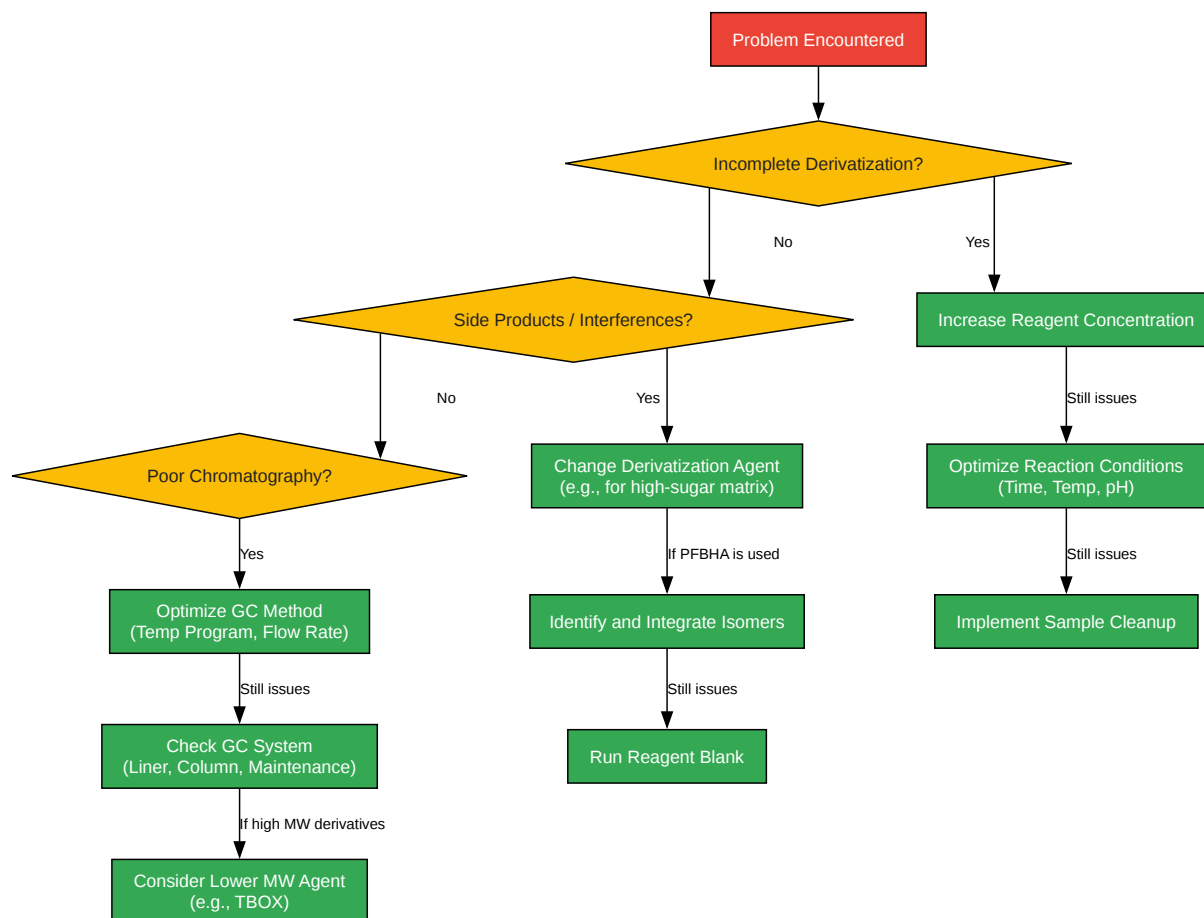 Problem Encountered
Incomplete Derivatization?
No
Yes
Side Products / Interferences?
Increase Reagent Concentration
No
Yes
Still issues
Poor Chromatography?
Change Derivatization Agent
(e.g., for high-sugar matrix)
Optimize Reaction Conditions
(Time, Temp, pH)
Yes
If PFBHA is used
Still issues
Optimize GC Method
(Temp Program, Flow Rate)
Identify and Integrate Isomers
Implement Sample Cleanup
Still issues
Still issues
Check GC System
(Liner, Column, Maintenance)
Run Reagent Blank
If high MW derivatives
Consider Lower MW Agent
(e.g., TBOX)